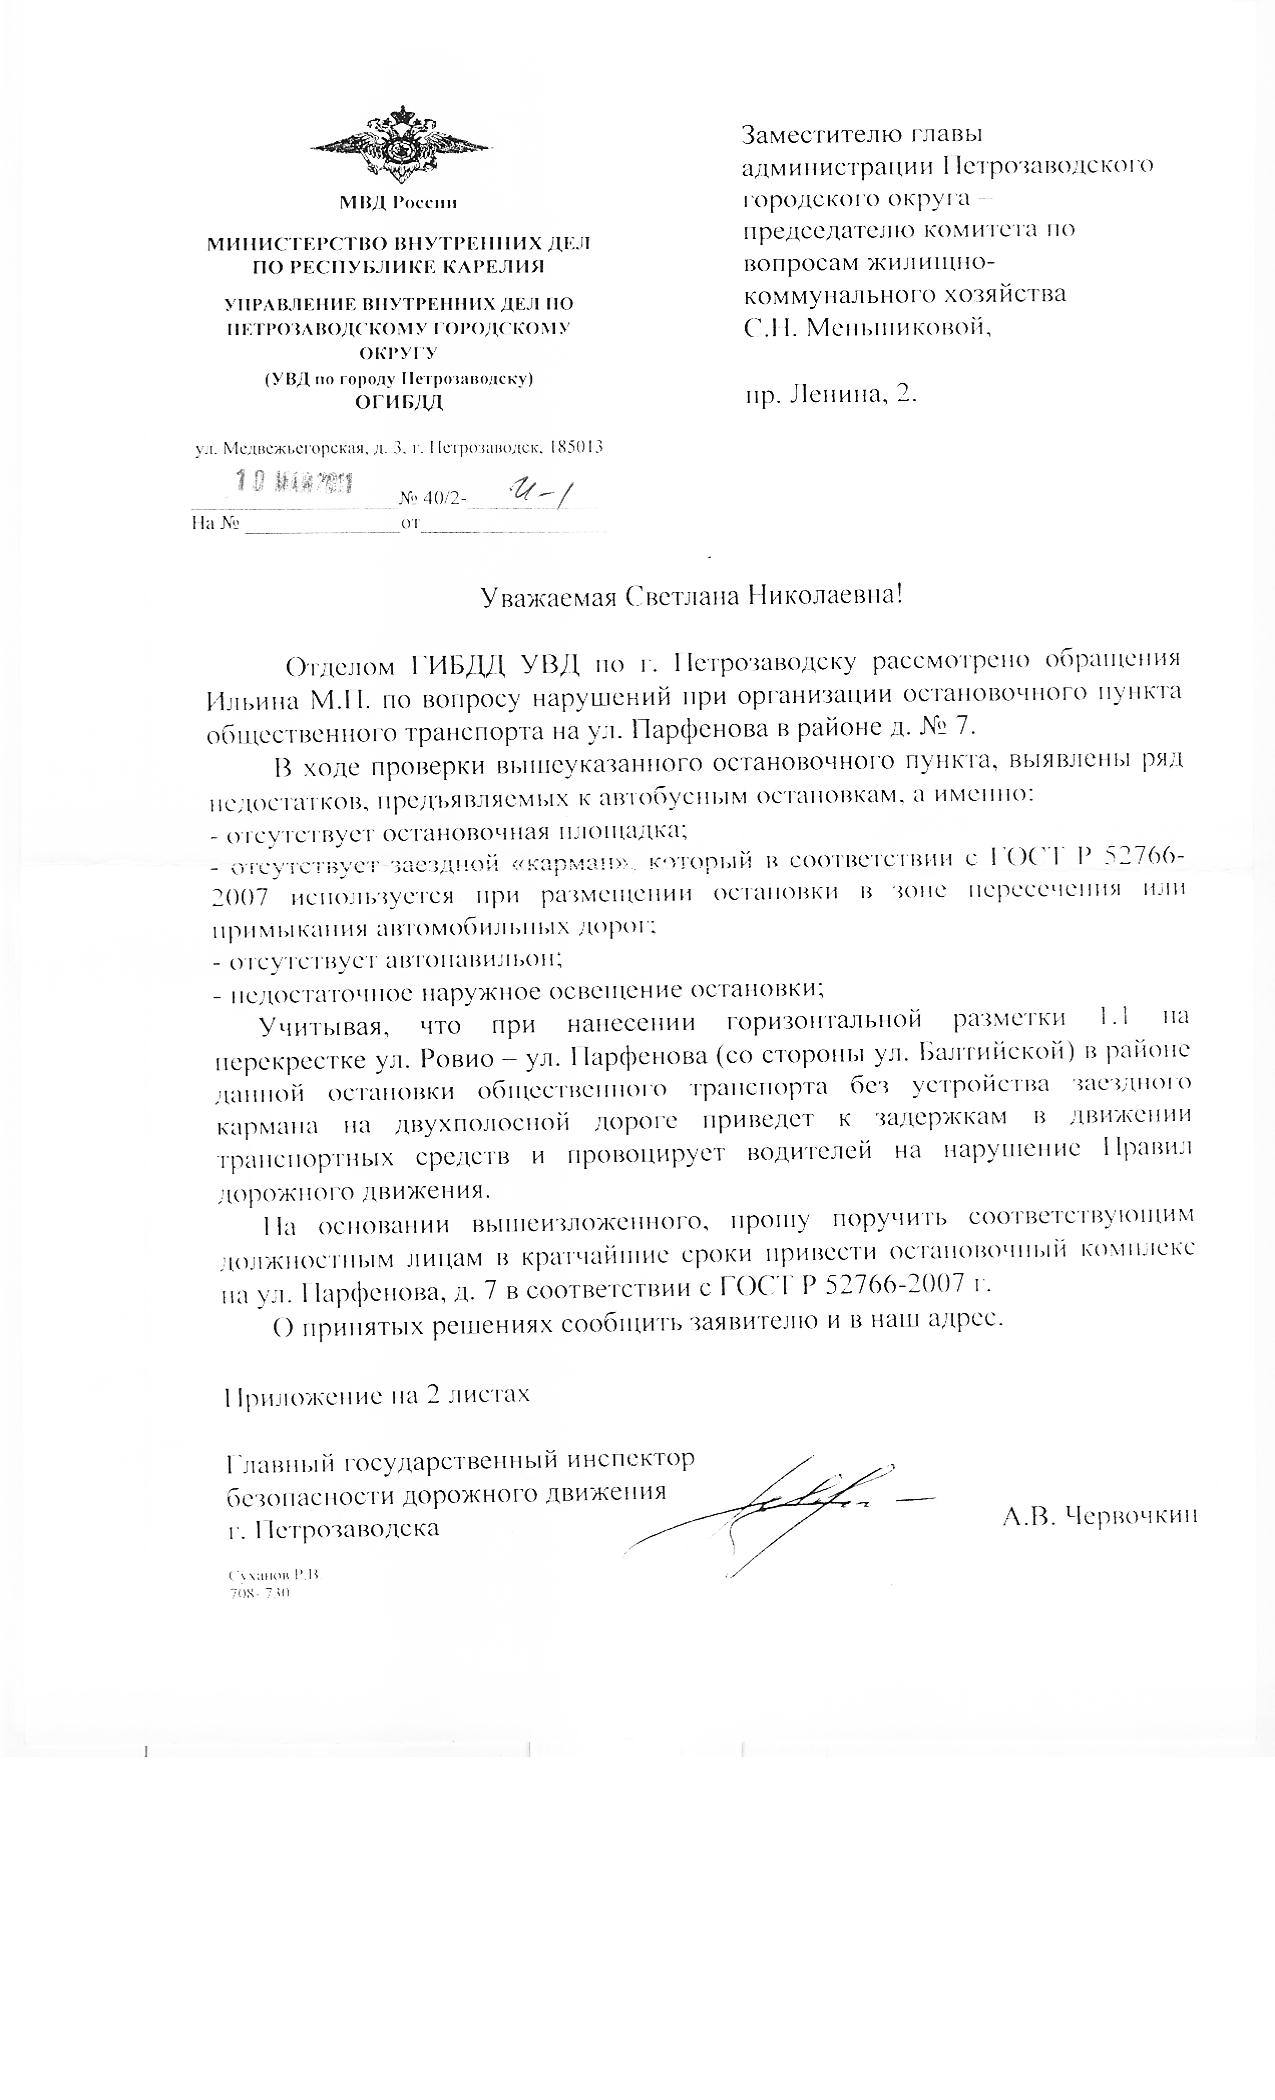 МВД России
МИНИСТЕРСТВО ВНУТРЕННИХ ДЕЛ
ПО РЕСПУБЛИКЕ КАРЕЛИЯ
УПРАВЛЕНИЕ ВНУТРЕННИХ ДЕЛ ПО
ПЕТРОЗАВОДСКОМУ ГОРОДСКОМУ
ОКРУГУ
(УВД по городу Петрозаводску)
ОГИБДД
ул. Медвежьегорская, д. 3, г. Петрозаводск, 185013
10 МАЯ 2011 № 40/2- И-1
На № от
Заместителю главы
администрации Петрозаводского
городского округа –
председателю комитета по
вопросам жилищно-
коммунального хозяйства
С.Н. Меньшиковой,
пр. Ленина, 2.
Уважаемая Светлана Николаевна!
Отделом ГИБДД УВД по г. Петрозаводску рассмотрено обращения
Ильина М.П. по вопросу нарушений при организации остановочного пункта
общественного транспорта на ул. Парфенова в районе д. № 7.
В ходе проверки вышеуказанного остановочного пункта, выявлены ряд
недостатков, предъявляемых к автобусным остановкам, а именно:
- отсутствует остановочная площадка;
- отсутствует заездной «карман», который в соответствии с ГОСТ Р 52766-
2007 используется при размещении остановки в зоне пересечения или
примыкания автомобильных дорог;
- отсутствует автопавильон;
- недостаточное наружное освещение остановки;
Учитывая, что при нанесении горизонтальной разметки 1.1 на
перекрестке ул. Ровио – ул. Парфенова (со стороны ул. Балтийской) в районе
данной остановки общественного транспорта без устройства заездного
кармана на двухполосной дороге приведет к задержкам в движении
транспортных средств и провоцирует водителей на нарушение Правил
дорожного движения.
На основании вышеизложенного, прошу поручить соответствующим
должностным лицам в кратчайшие сроки привести остановочный комплекс
на ул. Парфенова, д. 7 в соответствии с ГОСТ Р 52766-2007 г.
О принятых решениях сообщить заявителю и в наш адрес.
Приложение на 2 листах
Главный государственный инспектор
безопасности дорожного движения
г. Петрозаводска
А.В. Червочкин
Суханов Р.В.
708- 730